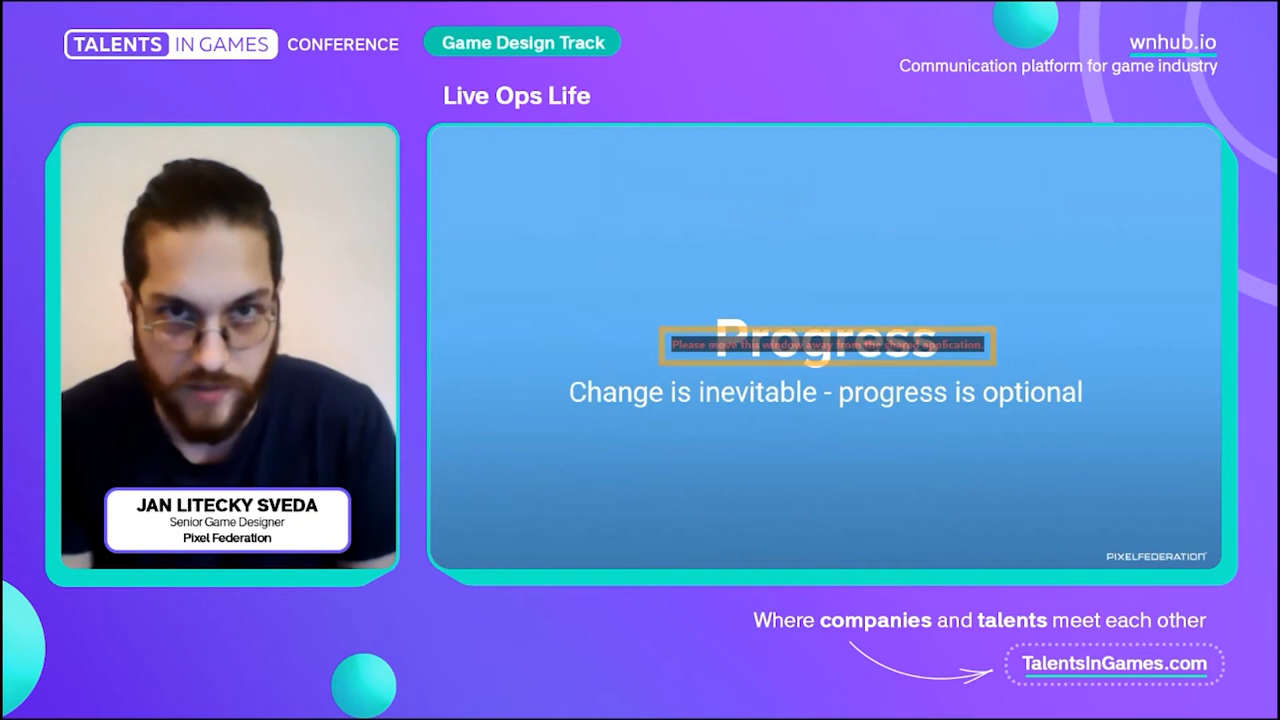 TALENTS IN GAMES CONFERENCE
Game Design Track
wnhub.io
Communication platform for game industry
Live Ops Life
Progress
Please move this window away from the shared application.
Change is inevitable - progress is optional
JAN LITECKY SVEDA
Senior Game Designer
Pixel Federation
PIXELFEDERATION
Where companies and talents meet each other
TalentsInGames.com